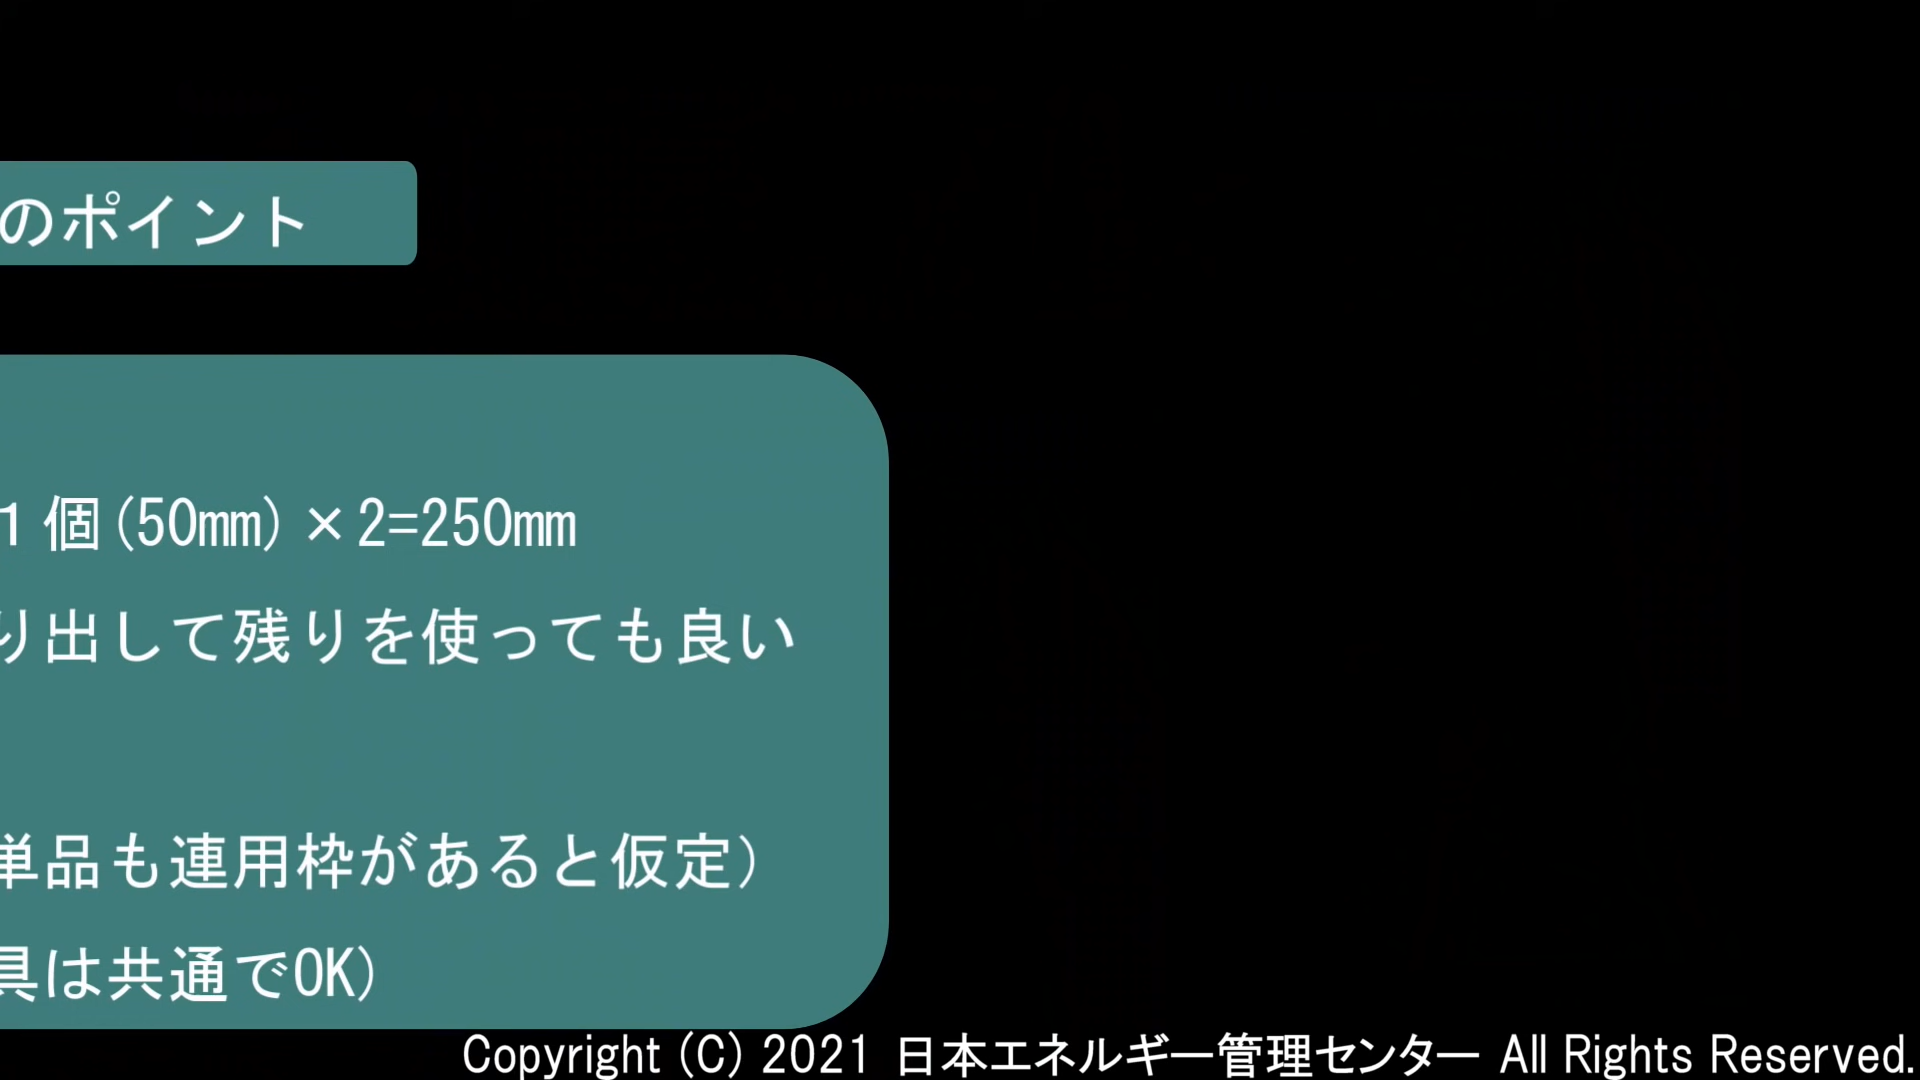 のポイント
1個(50mm)×2=250mm
り出して残りを使っても良い
単品も連用枠があると仮定)
具は共通でOK)
Copyright (C) 2021 日本エネルギー管理センター All Rights Reserved.